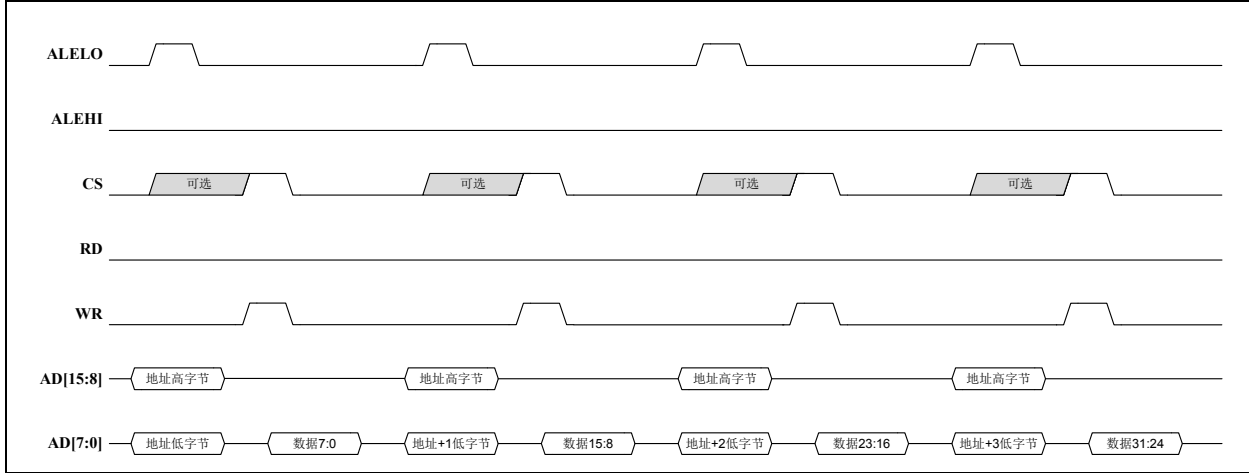 ALELO
ALEHI
CS 可选 可选 可选 可选
RD
WR
AD[15:8] 地址高字节 地址高字节 地址高字节 地址高字节
AD[7:0] 地址低字节 数据7:0 地址+1低字节 数据15:8 地址+2低字节 数据23:16 地址+3低字节 数据31:24